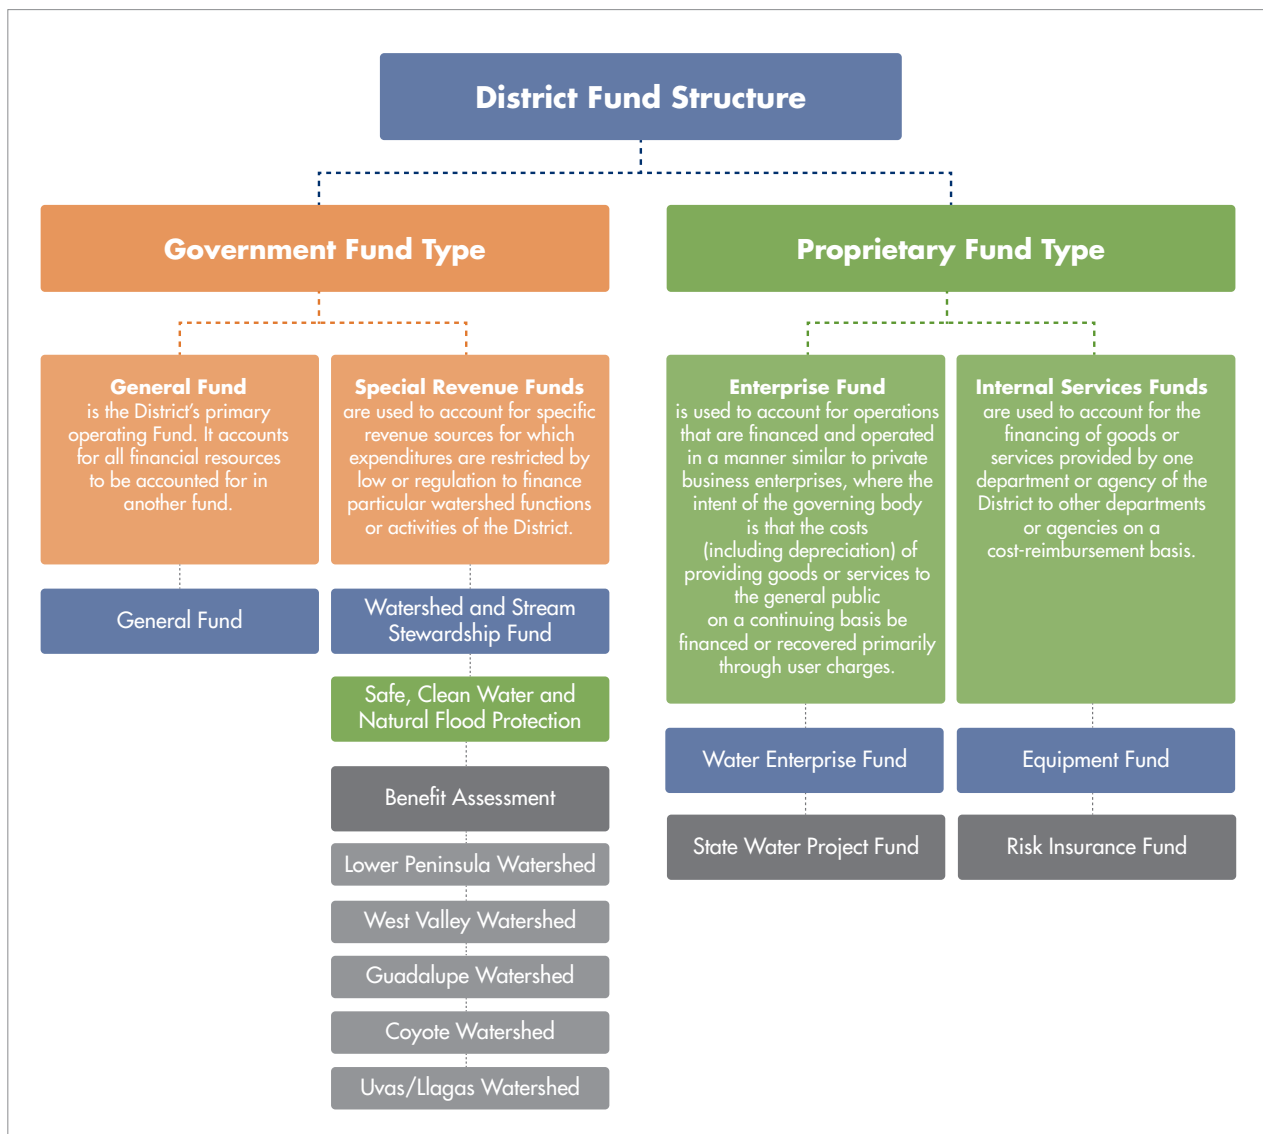 District Fund Structure
Government Fund Type
General Fund
is the District's primary
operating Fund. It accounts
for all financial resources
to be accounted for in
another fund.
General Fund
Special Revenue Funds
are used to account for specific
revenue sources for which
expenditures are restricted by
low or regulation to finance
particular watershed functions
or activities of the District.
Watershed and Stream
Stewardship Fund
Safe, Clean Water and
Natural Flood Protection
Benefit Assessment
Lower Peninsula Watershed
West Valley Watershed
Guadalupe Watershed
Coyote Watershed
Uvas/Llagas Watershed
Proprietary Fund Type
Enterprise Fund
is used to account for operations
that are financed and operated
in a manner similar to private
business enterprises, where the
intent of the governing body
is that the costs
(including depreciation) of
providing goods or services to
the general public
on a continuing basis be
financed or recovered primarily
through user charges.
Water Enterprise Fund
State Water Project Fund
Internal Services Funds
are used to account for the
financing of goods or
services provided by one
department or agency of the
District to other departments
or agencies on a
cost-reimbursement basis.
Equipment Fund
Risk Insurance Fund